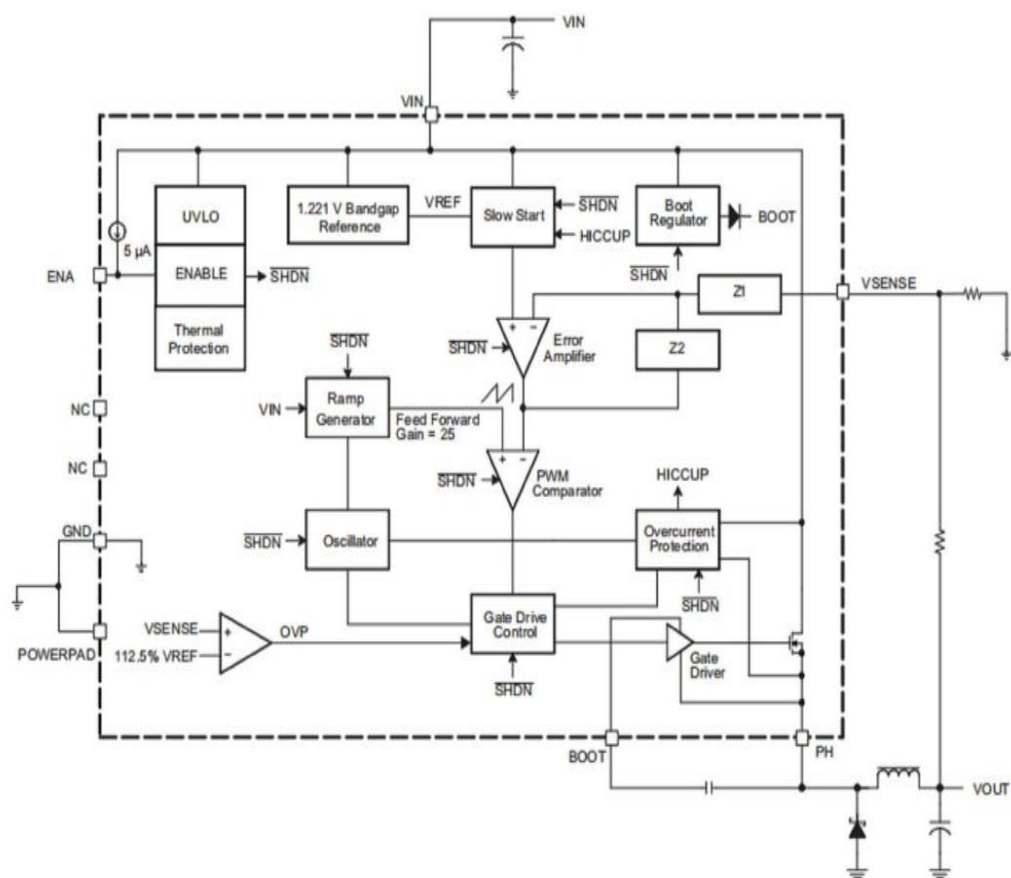 VIN
VIN
UVLO
1.221 V Bandgap
Reference
VREF
Slow Start
SHDN
HICCUP
Boot
Regulator
BOOT
5 µA
ENA
ENABLE
SHDN
SHDN
Z1
VSENSE
Thermal
Protection
SHDN
Error
Amplifier
Z2
SHDN
NC
VIN
Ramp
Generator
Feed Forward
Gain = 25
NC
SHDN
PWM
Comparator
HICCUP
GND
SHDN
Oscillator
Overcurrent
Protection
SHDN
POWERPAD
VSENSE
112.5% VREF
OVP
Gate Drive
Control
Gate
Driver
SHDN
BOOT
PH
VOUT
+
−
+
−
+
−